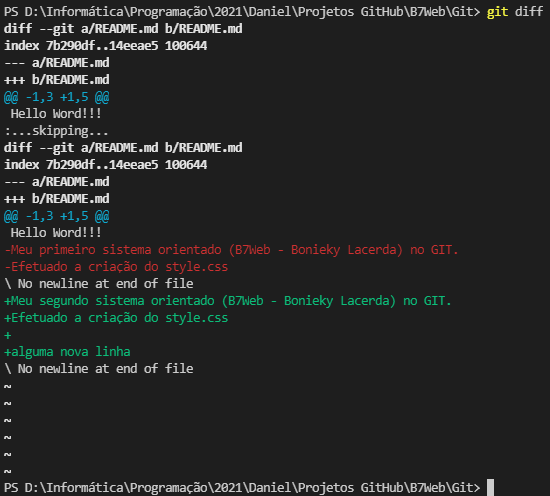 PS D:\Informática\Programação\2021\Daniel\Projetos GitHub\B7Web\Git> git diff
diff --git a/README.md b/README.md
index 7b290df..14eeae5 100644
--- a/README.md
+++ b/README.md
@@ -1,3 +1,5 @@
 Hello Word!!!
:...skipping...
diff --git a/README.md b/README.md
index 7b290df..14eeae5 100644
--- a/README.md
+++ b/README.md
@@ -1,3 +1,5 @@
 Hello Word!!!
-Meu primeiro sistema orientado (B7Web - Bonieky Lacerda) no GIT.
-Efetuado a criação do style.css
\ No newline at end of file
+Meu segundo sistema orientado (B7Web - Bonieky Lacerda) no GIT.
+Efetuado a criação do style.css
+
+alguma nova linha
\ No newline at end of file
~
~
~
~
~
~
PS D:\Informática\Programação\2021\Daniel\Projetos GitHub\B7Web\Git>